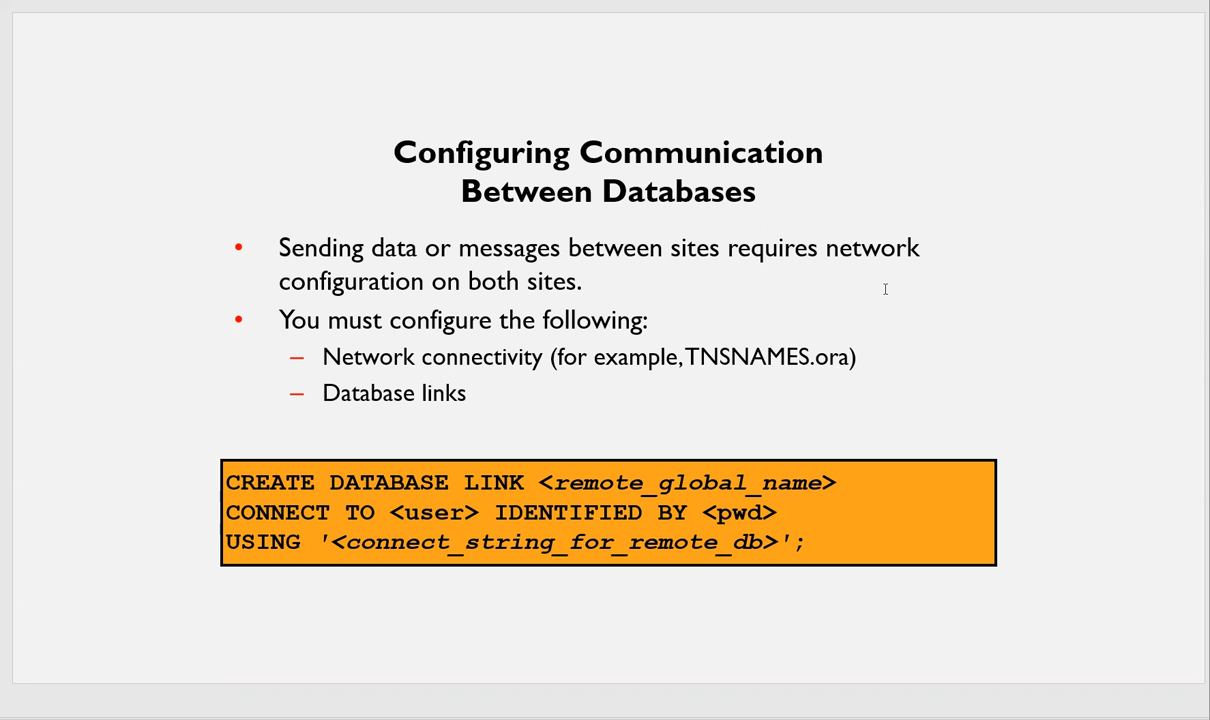 Configuring Communication
Between Databases
• Sending data or messages between sites requires network
configuration on both sites.
• You must configure the following:
– Network connectivity (for example, TNSNAMES.ora)
– Database links
CREATE DATABASE LINK <remote_global_name>
CONNECT TO <user> IDENTIFIED BY <pwd>
USING '<connect_string_for_remote_db>';